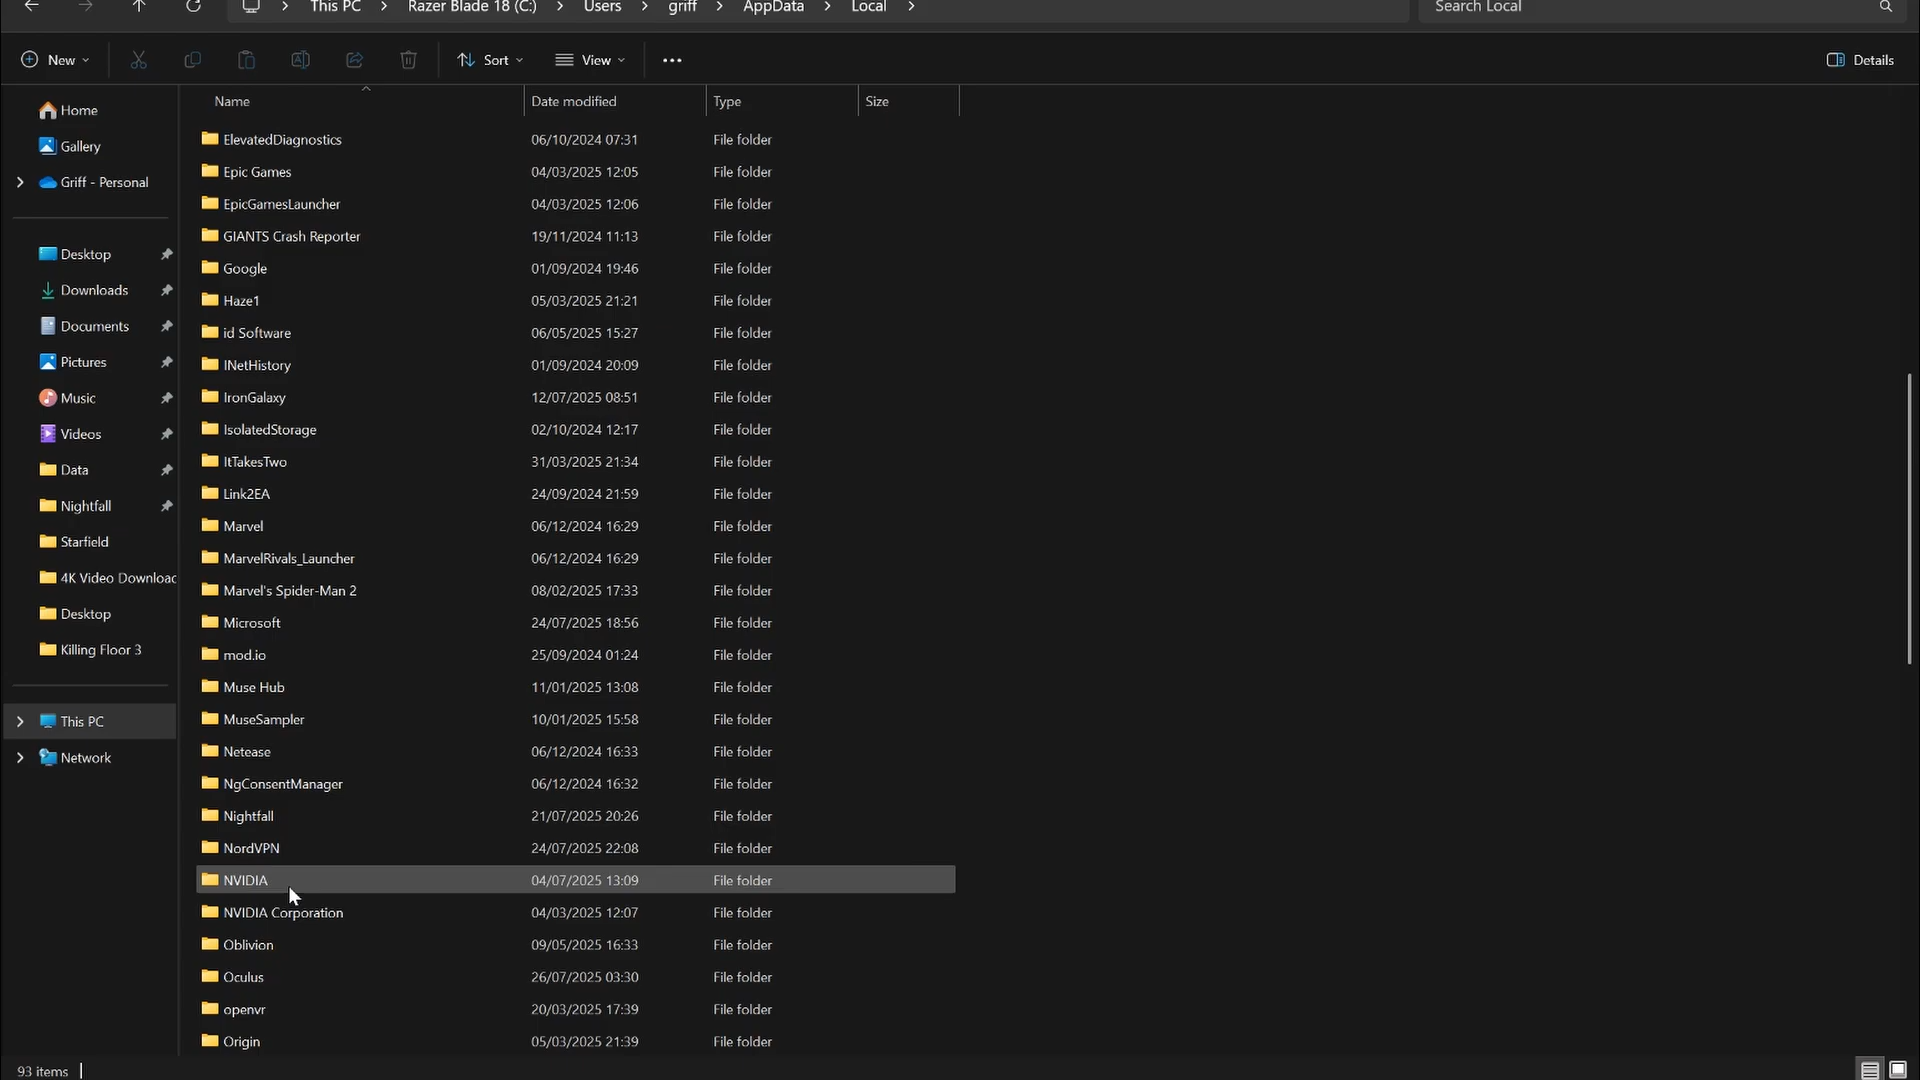 This PC > Razer Blade 18 (C:) > Users > griff > AppData > Local >
Search Local
New
Sort
View
Details
Home
Gallery
Griff - Personal
Desktop
Downloads
Documents
Pictures
Music
Videos
Data
Nightfall
Starfield
4K Video Downloac
Desktop
Killing Floor 3
This PC
Network
Name Date modified Type Size
ElevatedDiagnostics 06/10/2024 07:31 File folder
Epic Games 04/03/2025 12:05 File folder
EpicGamesLauncher 04/03/2025 12:06 File folder
GIANTS Crash Reporter 19/11/2024 11:13 File folder
Google 01/09/2024 19:46 File folder
Haze1 05/03/2025 21:21 File folder
id Software 06/05/2025 15:27 File folder
INetHistory 01/09/2024 20:09 File folder
IronGalaxy 12/07/2025 08:51 File folder
IsolatedStorage 02/10/2024 12:17 File folder
ItTakesTwo 31/03/2025 21:34 File folder
Link2EA 24/09/2024 21:59 File folder
Marvel 06/12/2024 16:29 File folder
MarvelRivals_Launcher 06/12/2024 16:29 File folder
Marvel's Spider-Man 2 08/02/2025 17:33 File folder
Microsoft 24/07/2025 18:56 File folder
mod.io 25/09/2024 01:24 File folder
Muse Hub 11/01/2025 13:08 File folder
MuseSampler 10/01/2025 15:58 File folder
Netease 06/12/2024 16:33 File folder
NgConsentManager 06/12/2024 16:32 File folder
Nightfall 21/07/2025 20:26 File folder
NordVPN 24/07/2025 22:08 File folder
NVIDIA 04/07/2025 13:09 File folder
NVIDIA Corporation 04/03/2025 12:07 File folder
Oblivion 09/05/2025 16:33 File folder
Oculus 26/07/2025 03:30 File folder
openvr 20/03/2025 17:39 File folder
Origin 05/03/2025 21:39 File folder
93 items